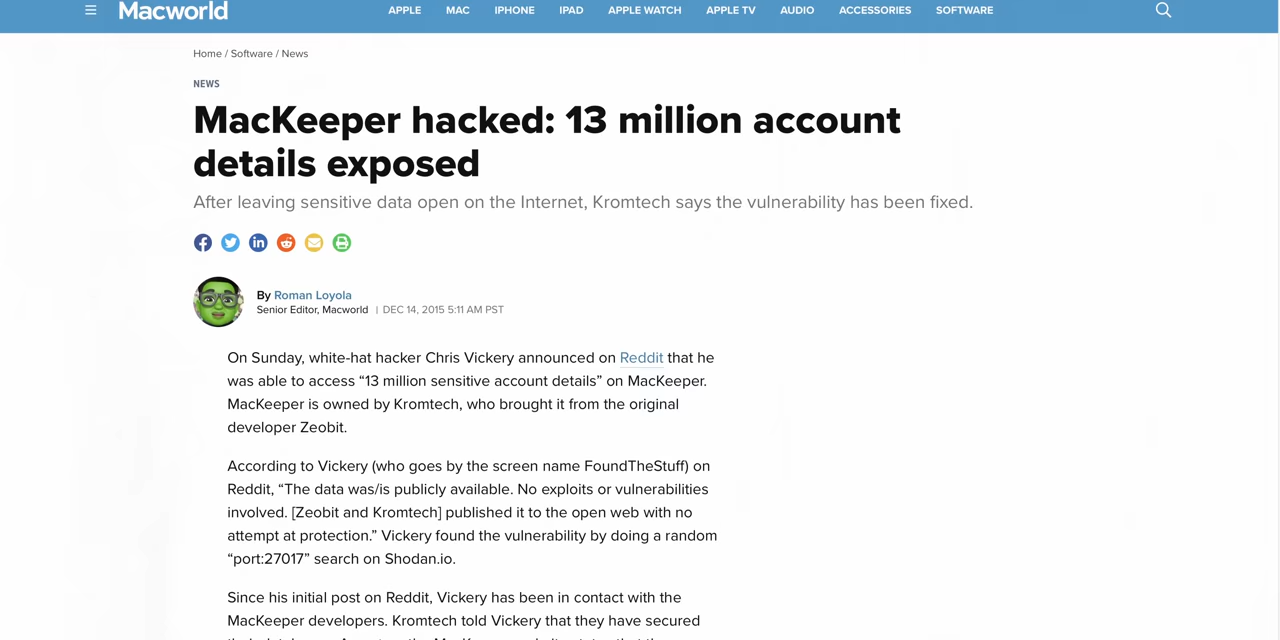 Macworld
APPLE MAC IPHONE IPAD APPLE WATCH APPLE TV AUDIO ACCESSORIES SOFTWARE
Home / Software / News
NEWS
MacKeeper hacked: 13 million account
details exposed
After leaving sensitive data open on the Internet, Kromtech says the vulnerability has been fixed.
By Roman Loyola
Senior Editor, Macworld | DEC 14, 2015 5:11 AM PST
On Sunday, white-hat hacker Chris Vickery announced on Reddit that he
was able to access “13 million sensitive account details” on MacKeeper.
MacKeeper is owned by Kromtech, who brought it from the original
developer Zeobit.
According to Vickery (who goes by the screen name FoundTheStuff) on
Reddit, “The data was/is publicly available. No exploits or vulnerabilities
involved. [Zeobit and Kromtech] published it to the open web with no
attempt at protection.” Vickery found the vulnerability by doing a random
“port:27017” search on Shodan.io.
Since his initial post on Reddit, Vickery has been in contact with the
MacKeeper developers. Kromtech told Vickery that they have secured